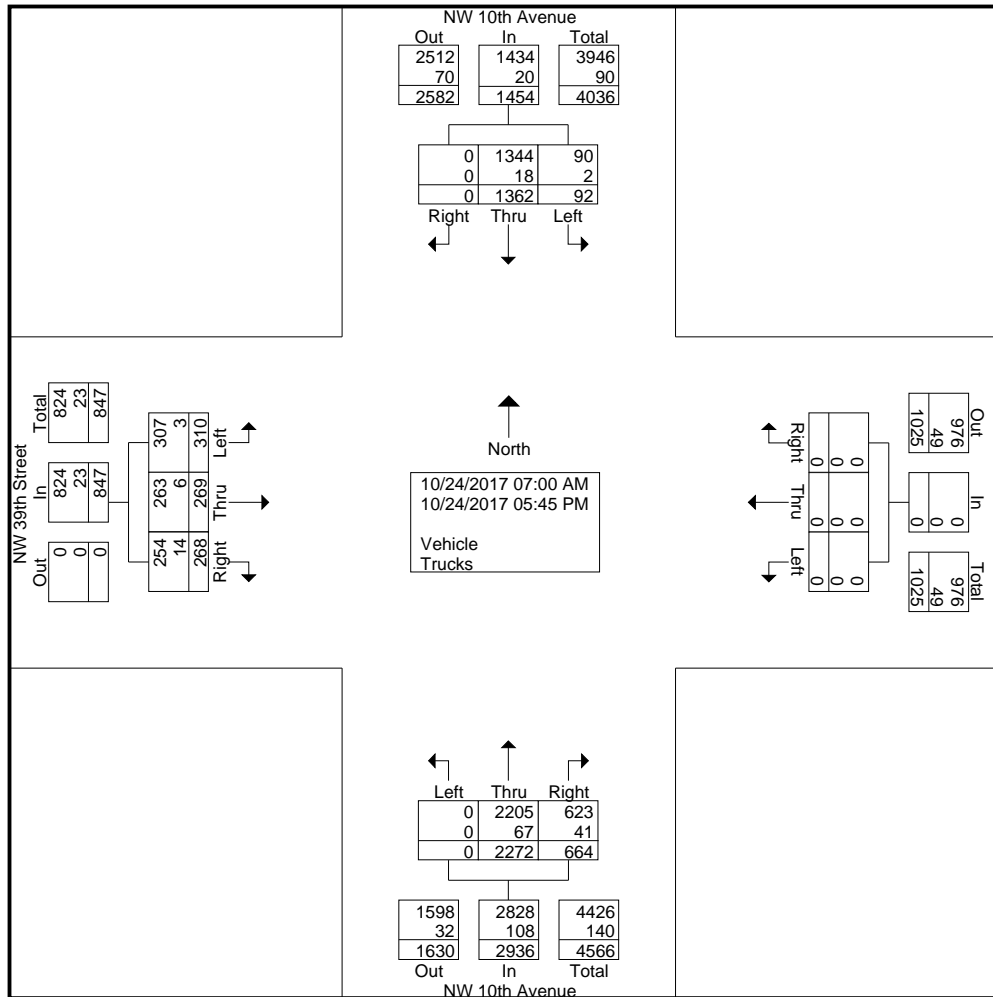 NW 10th Avenue
Out In Total
2512 1434 3946
70 20 90
2582 1454 4036
0 1344 90
0 18 2
0 1362 92
Right Thru Left
NW 39th Street
Total
824
23
847
In
824
23
847
Out
0
0
0
307 3 310 Left
263 6 269 Thru
254 14 268 Right
North
10/24/2017 07:00 AM
10/24/2017 05:45 PM
Vehicle
Trucks
Right 0 0 0
Thru 0 0 0
Left 0 0 0
Out
976
49
1025
In
0
0
0
Total
976
49
1025
Left Thru Right
0 2205 623
0 67 41
0 2272 664
1598 2828 4426
32 108 140
1630 2936 4566
Out In Total
NW 10th Avenue